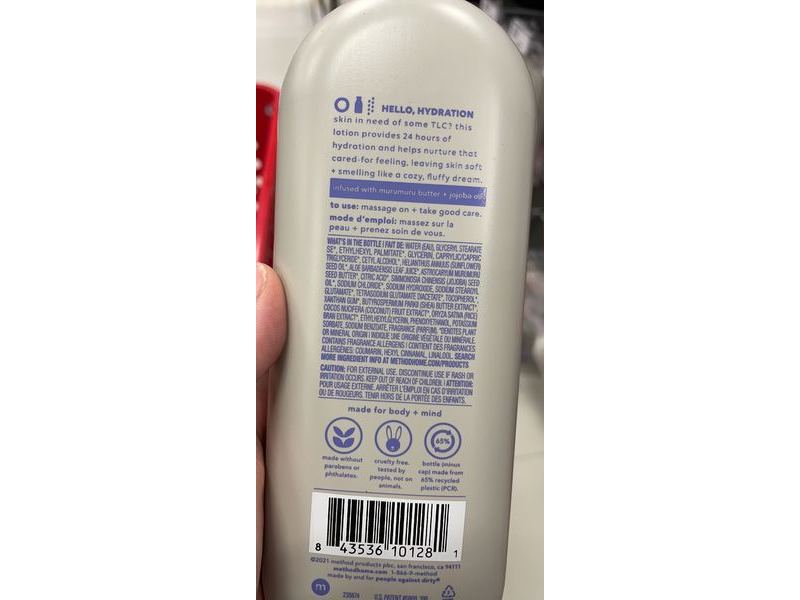 HELLO, HYDRATION
skin in need of some TLC? this
lotion provides 24 hours of
hydration and helps nurture that
cared-for feeling, leaving skin soft
+ smelling like a cozy, fluffy dream.
infused with murumuru butter + jojoba oil
to use: massage on + take good care.
mode d'emploi: massez sur la
peau + prenez soin de vous.
WHAT'S IN THE BOTTLE | FAIT DE: WATER (EAU), GLYCERYL STEARATE
SE*, ETHYLHEXYL PALMITATE*, GLYCERIN, CAPRYLIC/CAPRIC
TRIGLYCERIDE*, CETYL ALCOHOL*, HELIANTHUS ANNUUS (SUNFLOWER)
SEED OIL*, ALOE BARBADENSIS LEAF JUICE*, ASTROCARYUM MURUMURU
SEED BUTTER*, CITRIC ACID*, SIMMONDSIA CHINENSIS (JOJOBA) SEED
OIL*, SODIUM CHLORIDE*, SODIUM HYDROXIDE, SODIUM STEAROYL
GLUTAMATE*, TETRASODIUM GLUTAMATE DIACETATE*, TOCOPHEROL*,
XANTHAN GUM*, BUTYROSPERMUM PARKII (SHEA) BUTTER EXTRACT*,
COCOS NUCIFERA (COCONUT) FRUIT EXTRACT*, ORYZA SATIVA (RICE)
BRAN EXTRACT*, ETHYLHEXYLGLYCERIN, PHENOXYETHANOL, POTASSIUM
SORBATE, SODIUM BENZOATE, FRAGRANCE (PARFUM). *DENOTES PLANT
OR MINERAL ORIGIN | INDIQUE UNE ORIGINE VÉGÉTALE OU MINÉRALE.
CONTAINS FRAGRANCE ALLERGENS | CONTIENT DES FRAGRANCES
ALLERGÈNES: COUMARIN, HEXYL CINNAMAL, LINALOOL. SEARCH
MORE INGREDIENT INFO AT METHODHOME.COM/PRODUCTS
CAUTION: FOR EXTERNAL USE. DISCONTINUE USE IF RASH OR
IRRITATION OCCURS. KEEP OUT OF REACH OF CHILDREN. | ATTENTION:
POUR USAGE EXTERNE. ARRÊTER L'EMPLOI EN CAS D'IRRITATION
OU DE ROUGEURS. TENIR HORS DE LA PORTÉE DES ENFANTS.
made for body + mind
made without
parabens or
phthalates.
cruelty free.
tested by
people, not on
animals.
65%
bottle (minus
cap) made from
65% recycled
plastic (PCR).
8 43536 10128 1
©2021 method products pbc, san francisco, ca 94111
methodhome.com 1-866-9-method
made by and for people against dirty®
m
U.S. PATENT